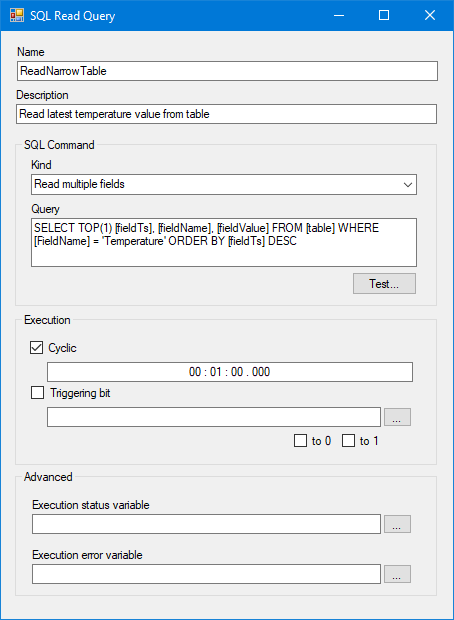 SQL Read Query
Name
ReadNarrowTable
Description
Read latest temperature value from table
SQL Command
Kind
Read multiple fields
Query
SELECT TOP(1) [fieldTs], [fieldName], [fieldValue] FROM [table] WHERE
[FieldName] = 'Temperature' ORDER BY [fieldTs] DESC
Test...
Execution
Cyclic
00 : 01 : 00 . 000
Triggering bit
...
to 0 to 1
Advanced
Execution status variable
...
Execution error variable
...